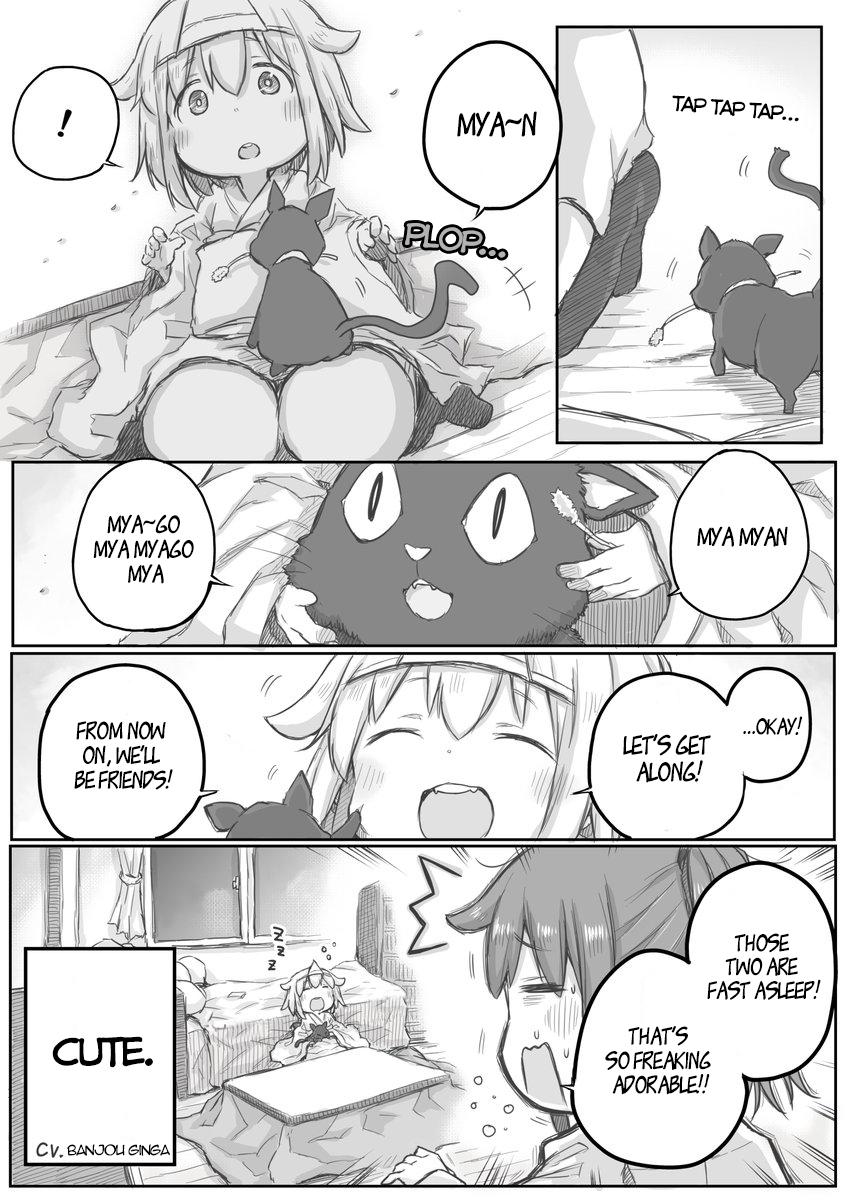 TAP TAP TAP...
MYA~N
PLOP...
!
MYA MYAN
MYA~GO
MYA MYAGO
MYA
...OKAY!
LET'S GET
ALONG!
FROM NOW
ON, WE'LL
BE FRIENDS!
THOSE
TWO ARE
FAST ASLEEP!
THAT'S
SO FREAKING
ADORABLE!!
Z
Z
Z
CUTE.
CV. BANJOU GINGA